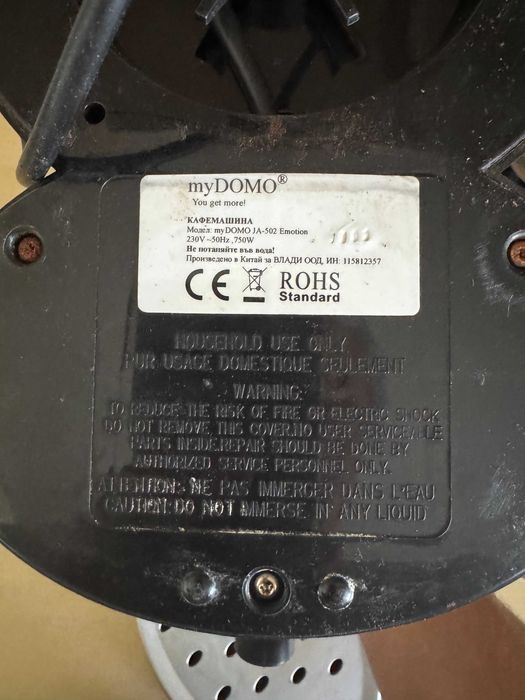 myDOMO®
You get more!
КАФЕМАШИНА
Модел: myDOMO JA-502 Emotion
230V ~50Hz ,750W
Не потапяйте във вода!
Произведено в Китай за ВЛАДИ ООД, ИН: 115812357
CE ROHS
Standard
HOUSEHOLD USE ONLY
PUR USAGE DOMESTIQUE SEULEMENT
WARNING:
TO REDUCE THE RISK OF FIRE OR ELECTRIC SHOCK
DO NOT REMOVE THIS COVER.NO USER SERVICEABLE
PARTS INSIDE.REPAIR SHOULD BE DONE BY
AUTHORIZED SERVICE PERSONNEL ONLY.
ATTENTION: NE PAS IMMERGER DANS L'EAU
CAUTION: DO NOT IMMERSE IN ANY LIQUID